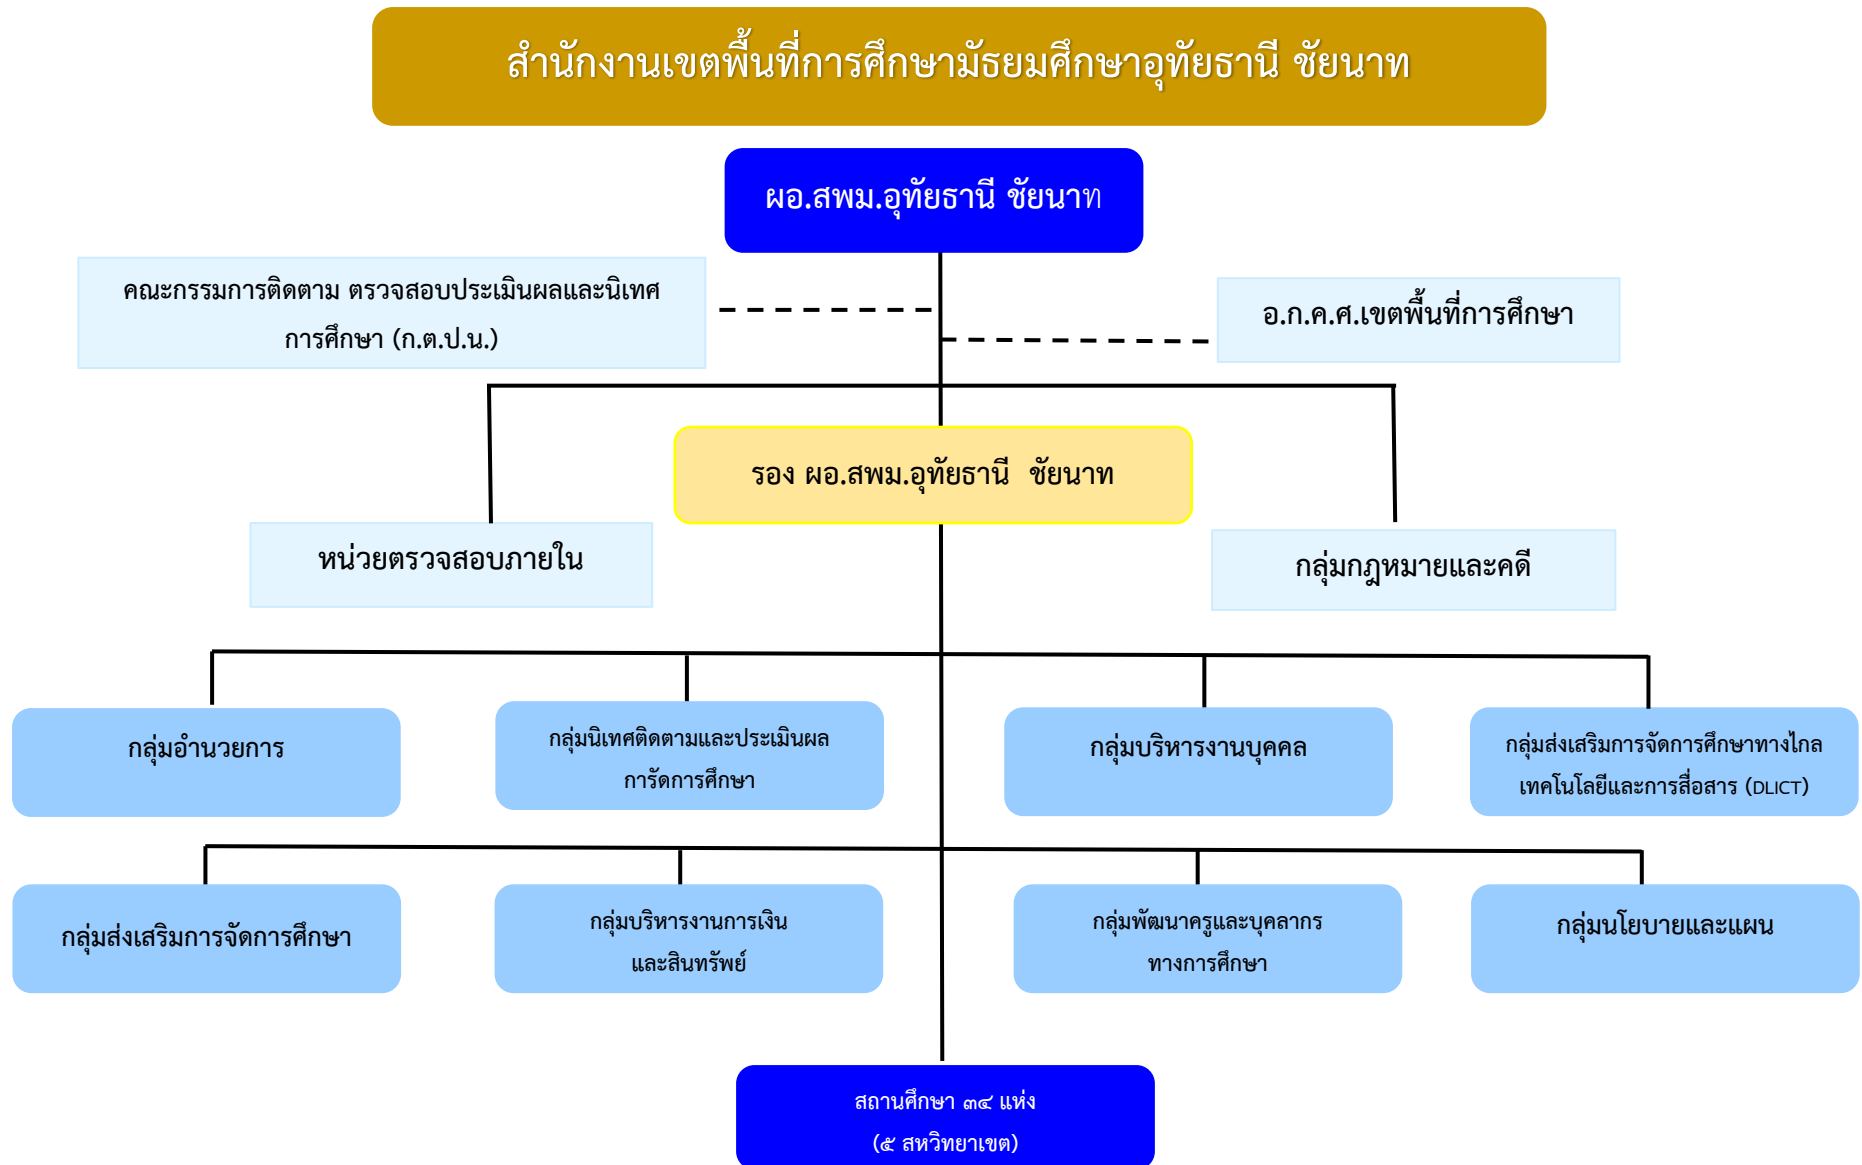 สำนักงานเขตพื้นที่การศึกษามัธยมศึกษาอุทัยธานี ชัยนาท
ผอ.สพม.อุทัยธานี ชัยนาท
คณะกรรมการติดตาม ตรวจสอบประเมินผลและนิเทศ
การศึกษา (ก.ต.ป.น.)
อ.ก.ค.ศ.เขตพื้นที่การศึกษา
รอง ผอ.สพม.อุทัยธานี  ชัยนาท
หน่วยตรวจสอบภายใน
กลุ่มกฎหมายและคดี
กลุ่มอำนวยการ
กลุ่มนิเทศติดตามและประเมินผล
การัดการศึกษา
กลุ่มบริหารงานบุคคล
กลุ่มส่งเสริมการจัดการศึกษาทางไกล
เทคโนโลยีและการสื่อสาร (DLICT)
กลุ่มส่งเสริมการจัดการศึกษา
กลุ่มบริหารงานการเงิน
และสินทรัพย์
กลุ่มพัฒนาครูและบุคลากร
ทางการศึกษา
กลุ่มนโยบายและแผน
สถานศึกษา ๓๔ แห่ง
(๕ สหวิทยาเขต)